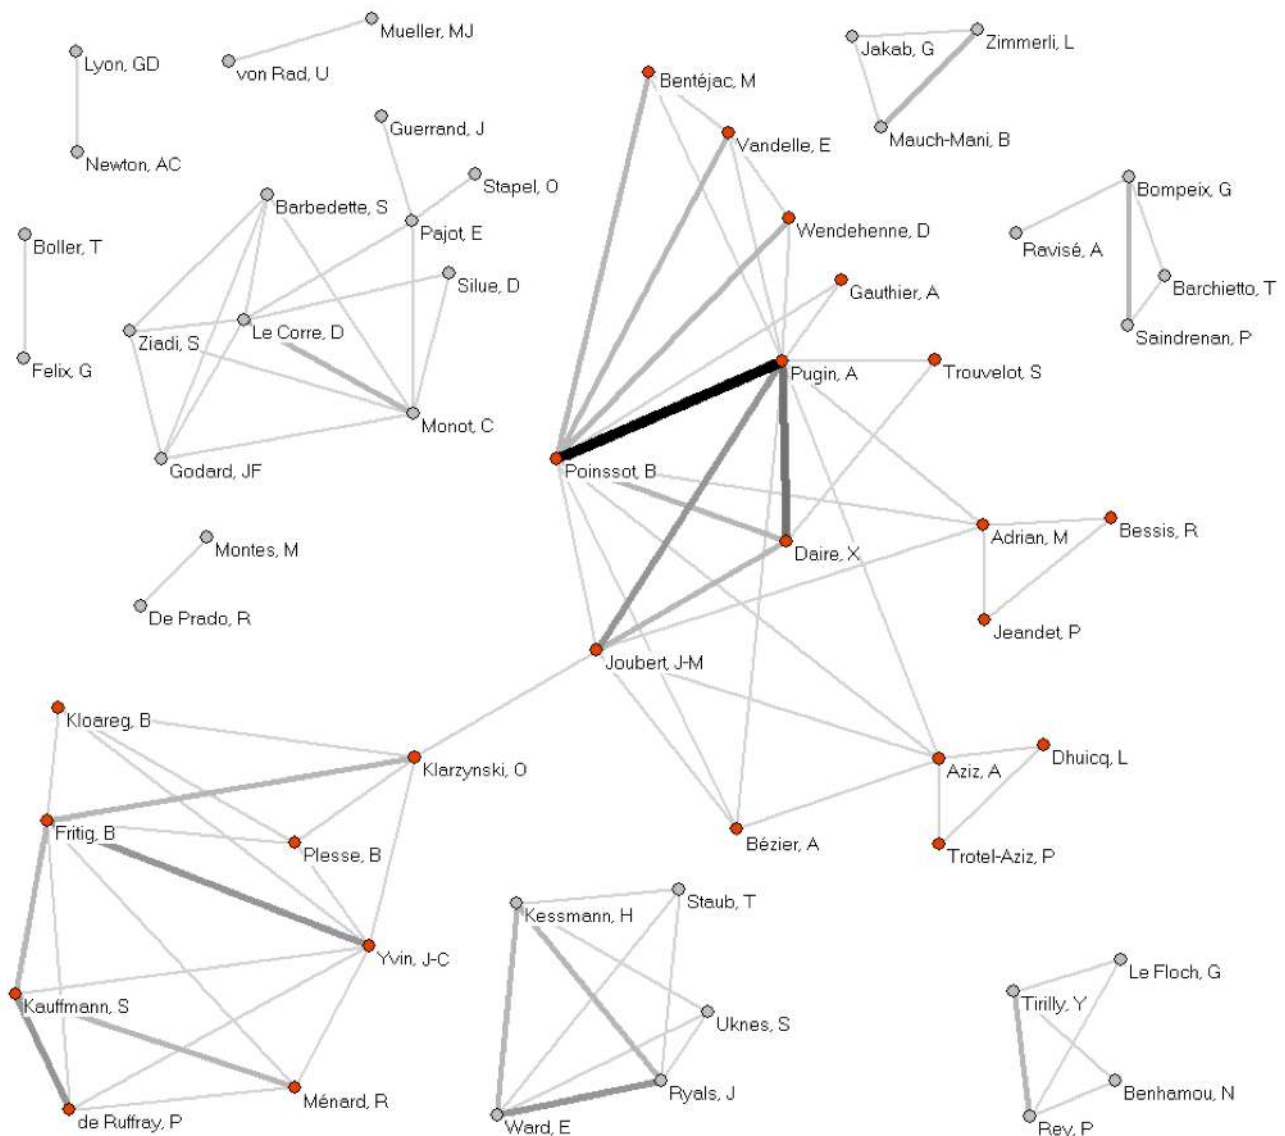 Mueller, MJ
Lyon, GD
von Rad, U
Jakab, G
Zimmerli, L
Bentéjac, M
Guerrand, J
Vandelle, E
Mauch-Mani, B
Newton, AC
Stapel, O
Bompeix, G
Barbedette, S
Pajot, E
Wendehenne, D
Boller, T
Ravisé, A
Silue, D
Gauthier, A
Barchietto, T
Ziadi, S
Le Corre, D
Saindrenan, P
Felix, G
Pugin, A
Trouvelot, S
Monot, C
Godard, JF
Poinssot, B
Montes, M
Daire, X
Adrian, M
Bessis, R
De Prado, R
Jeandet, P
Joubert, J-M
Kloareg, B
Klarzynski, O
Aziz, A
Dhuicq, L
Fritig, B
Plesse, B
Bézier, A
Trotel-Aziz, P
Kessmann, H
Staub, T
Yvin, J-C
Le Floch, G
Kauffmann, S
Tirilly, Y
Uknes, S
Ménard, R
Ryals, J
Benhamou, N
de Ruffray, P
Ward, E
Rey, P